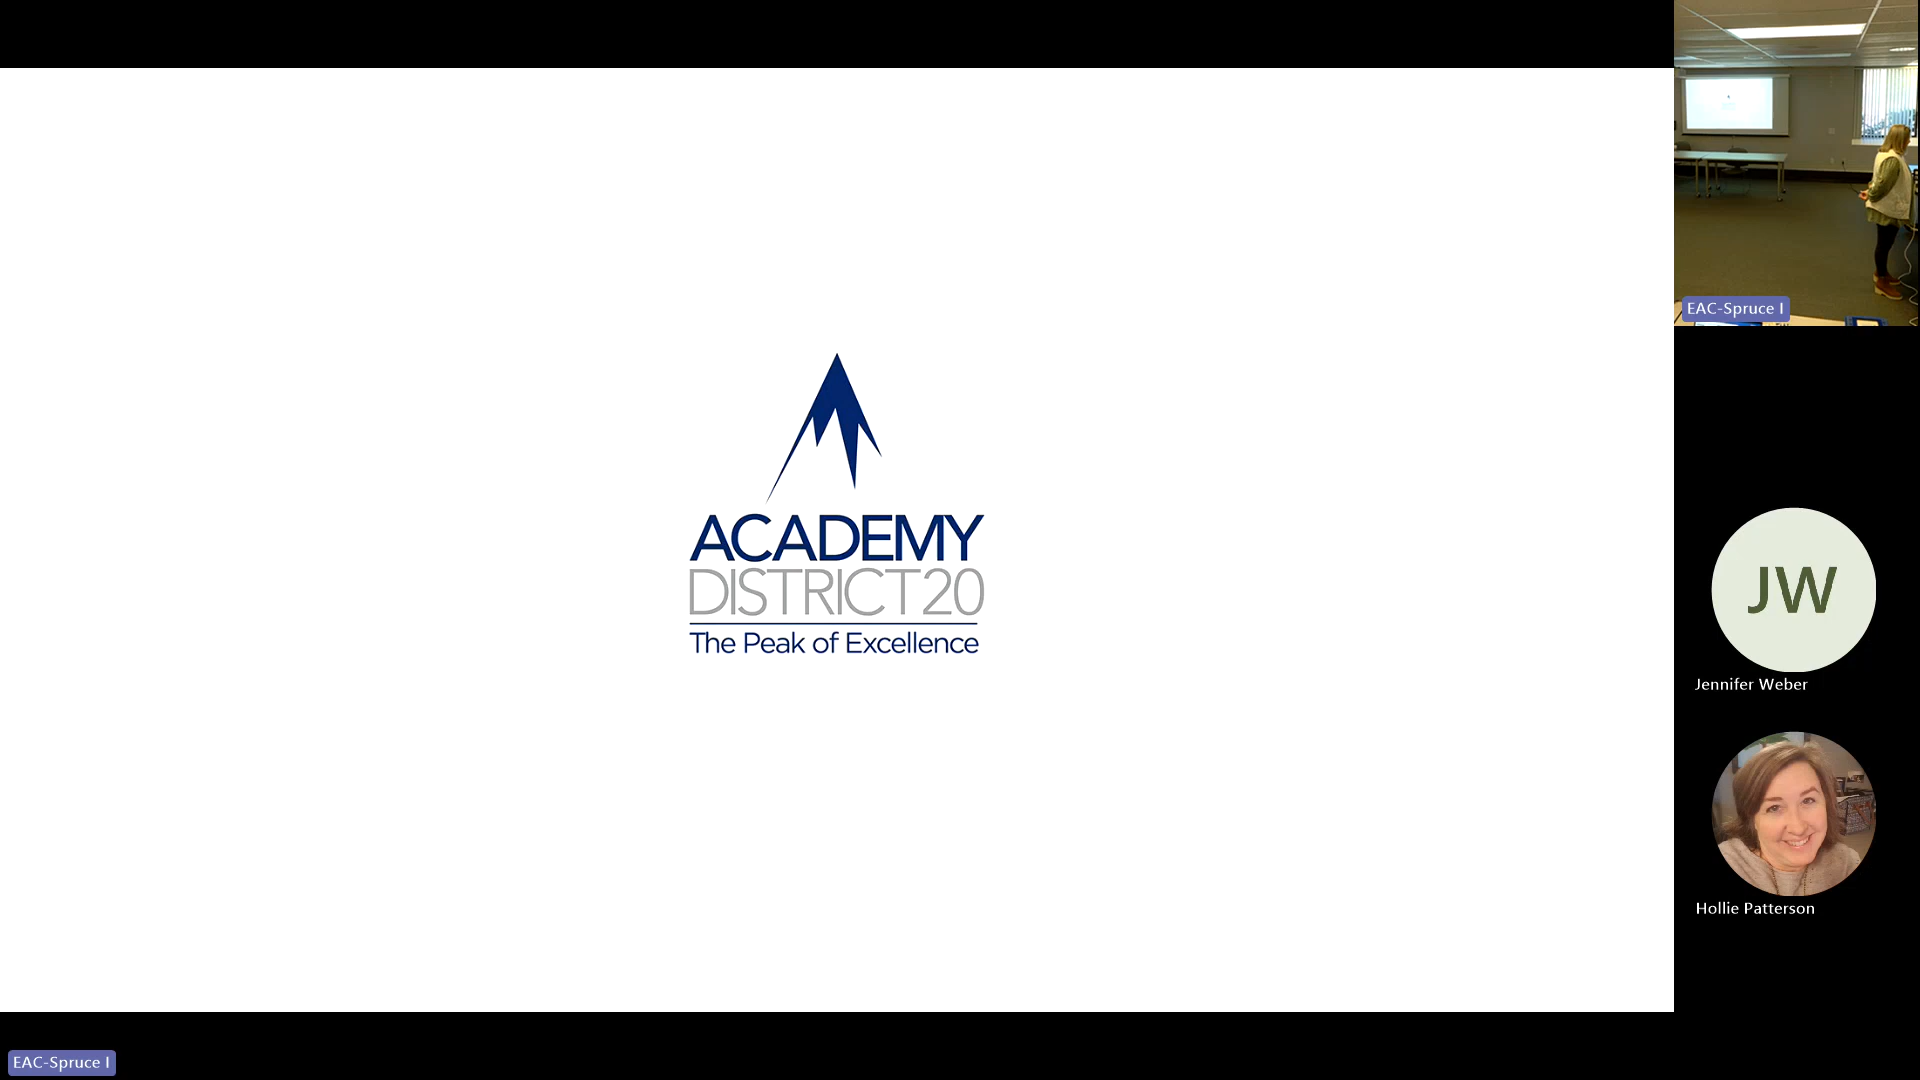 ACADEMY
DISTRICT 20
The Peak of Excellence
EAC-Spruce I
JW
Jennifer Weber
Hollie Patterson
EAC-Spruce I